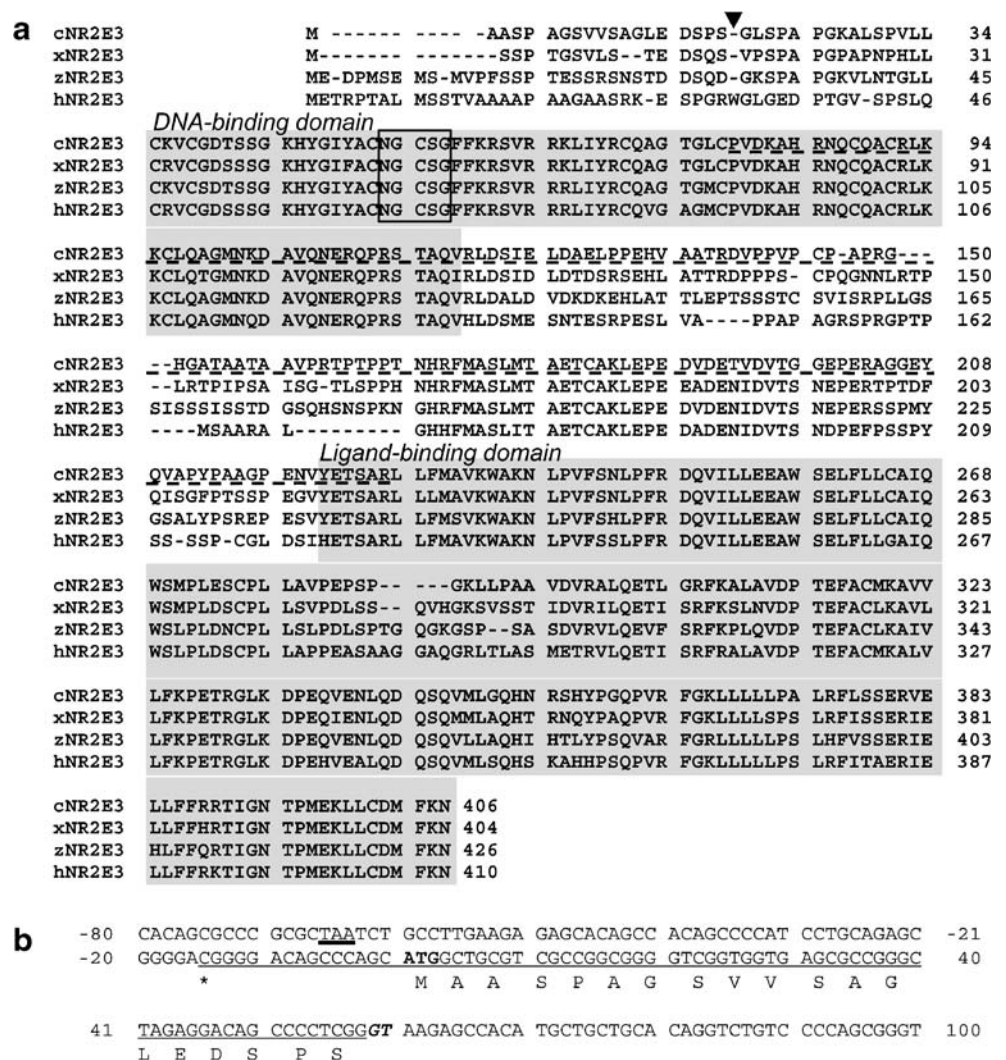 a
cNR2E3 M- --------- ---AASPAGSVVSAGLE DSPS-GLSPA PGKALSPVLL 34
xNR2E3 M- --------- -----SSP TGSVLS--TE DSQS-VPSPA PGPAPNPHLL 31
zNR2E3 ME-DPMSEM MS-MVPFSSP TESSRSNSTD DSQD-GKSPA PGKVLNTGLL 45
hNR2E3 METRPTALM MSSTVAAAAPA AAGAASRK-E SPGRWGLGED PTGV-SPSLQ 46
DNA-binding domain
cNR2E3 CKVCGDTSSG KHYGIYACNG CSGFFKRSVR RKLIYRCQAG TGLCPVDKAH RNQCQACRLK 94
xNR2E3 CRVCGDSSSG KHYGIFACNG CSGFFKRSVR RKLIYRCQAG TGMCPVDKAH RNQCQACRLK 91
zNR2E3 CKVCSDTSSG KHYGIYACNG CSGFFKRSVR RRLIYRCQAG TGMCPVDKAH RNQCQACRLK 105
hNR2E3 CRVCGDSSSG KHYGIYACNG CSGFFKRSVR RRLIYRCQVG AGMCPVDKAH RNQCQACRLK 106
cNR2E3 KCLQAGMNKD AVQNERQPRS TAQVRLDSIE LDAELPPEHV AATRDVPPVP CP-APRG--- 150
xNR2E3 KCLQTGMNKD AVQNERQPRS TAQIRLDSID LDTDSRSEHL ATTRDPPPS- CPQGNNLRTP 150
zNR2E3 KCLQAGMNKD AVQNERQPRS TAQVRLDALD VDKDKEHLAT TLEPTSSSTC SVISRPLLGS 165
hNR2E3 KCLQAGMNQD AVQNERQPRS TAQVHLDSME SNTESRPESL VA----PPAP AGRSPRGPTP 162
cNR2E3 --HGATAATA AVPRTPTPPT NHRFMASLMT AETCAKLEPE DVDETVDVTG GEPERAGGEY 208
xNR2E3 --LRTPIPSA ISG-TLSPPH NHRFMASLMT AETCAKLEPE EADENIDVTS NEPERTPTDF 203
zNR2E3 SISSSISSTD GSQHSNSPKN GHRFMASLMT AETCAKLEPE DVDENIDVTS NEPERSSPMY 225
hNR2E3 ----MSAARA L--------- GHHFMASLIT AETCAKLEPE DADENIDVTS NDPEFPSSPY 209
Ligand-binding domain
cNR2E3 QVAPYPAAGP ENVYETSARL LFMAVKWAKN LPVFSNLPFR DQVILLEEAW SELFLLCAIQ 268
xNR2E3 QISGFPTSSP EGVYETSARL LLMAVKWAKN LPVFSNLPFR DQVILLEEAW SELFLLCAIQ 263
zNR2E3 GSALYPSREP ESVYETSARL LFMSVKWAKN LPVFSHLPFR DQVILLEEAW SELFLLCAIQ 285
hNR2E3 SS-SSP-CGL DSIHETSARL LFMAVKWAKN LPVFSSLPFR DQVILLEEAW SELFLLGAIQ 267
cNR2E3 WSMPLESCPL LAVPEPSP-- ---GKLLPAA VDVRALQETL GRFKALAVDP TEFACMKAVV 323
xNR2E3 WSMPLDSCPL LSVPDLSS-- QVHGKSVSST IDVRILQETI SRFKSLNVDP TEFACLKAVL 321
zNR2E3 WSLPLDNCPL LSLPDLSPTG QGKGSP--SA SDVRVLQEVF SRFKPLQVDP TEFACLKAIV 343
hNR2E3 WSLPLDSCPL LAPPEASAAG GAQGRLTLAS METRVLQETI SRFRALAVDP TEFACMKALV 327
cNR2E3 LFKPETRGLK DPEQVENLQD QSQVMLGQHN RSHYPGQPVR FGKLLLLLPA LRFLSSERVE 383
xNR2E3 LFKPETRGLK DPEQIENLQD QSQMMLAQHT RNQYPAQPVR FGKLLLLSPS LRFISSERIE 381
zNR2E3 LFKPETRGLK DPEQVENLQD QSQVLLAQHI HTLYPSQVAR FGRLLLLLPS LHFVSSERIE 403
hNR2E3 LFKPETRGLK DPEHVEALQD QSQVMLSQHS KAHHPSQPVR FGKLLLLLPS LRFITAERIE 387
cNR2E3 LLFFRRTIGN TPMEKLLCDM FKN 406
xNR2E3 LLFFHRTIGN TPMEKLLCDM FKN 404
zNR2E3 HLFFQRTIGN TPMEKLLCDM FKN 426
hNR2E3 LLFFRKTIGN TPMEKLLCDM FKN 410
b
-80 CACAGCGCCC GCGCTAATCT GCCTTGAAGA GAGCACAGCC ACAGCCCCAT CCTGCAGAGC -21
-20 GGGGACGGGG ACAGCCCAGC ATGGCTGCGT CGCCGGCGGG GTCGGTGGTG AGCGCCGGGC 40
* M A A S P A G S V V S A G
41 TAGAGGACAG CCCCTCGGGT AAGAGCCACA TGCTGCTGCA CAGGTCTGTC CCCAGCGGGT 100
L E D S P S